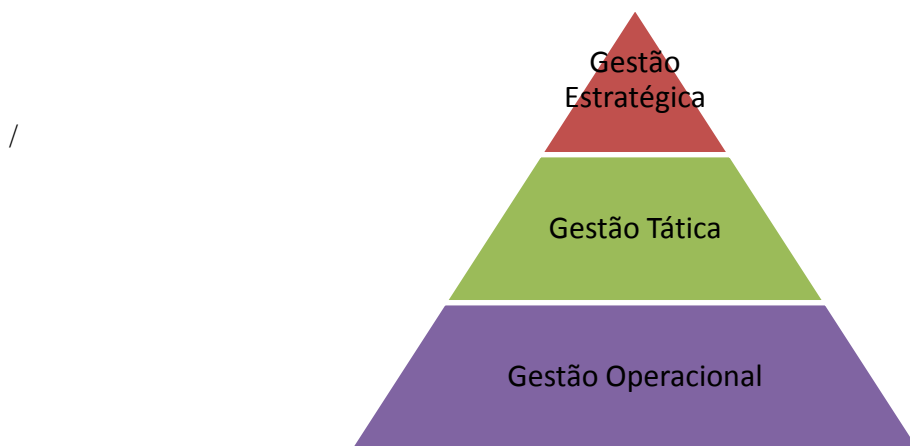 Gestão
Estratégica
/
Gestão Tática
Gestão Operacional